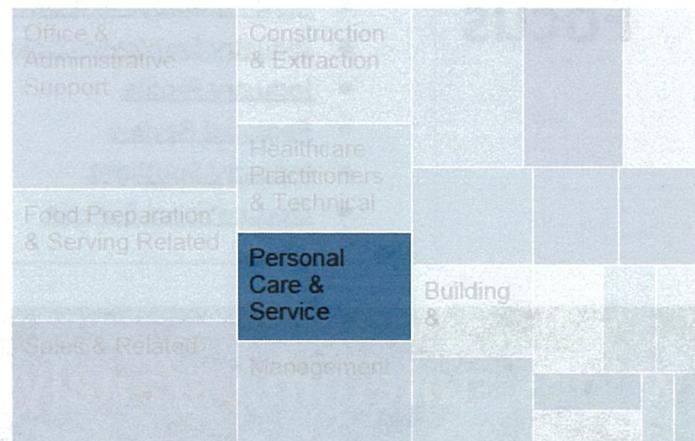 Office &
Administrative
Support
Construction
& Extraction
Healthcare
Practitioners
& Technical
Food Preparation
& Serving Related
Personal
Care &
Service
Building
&
Sales & Related
Management